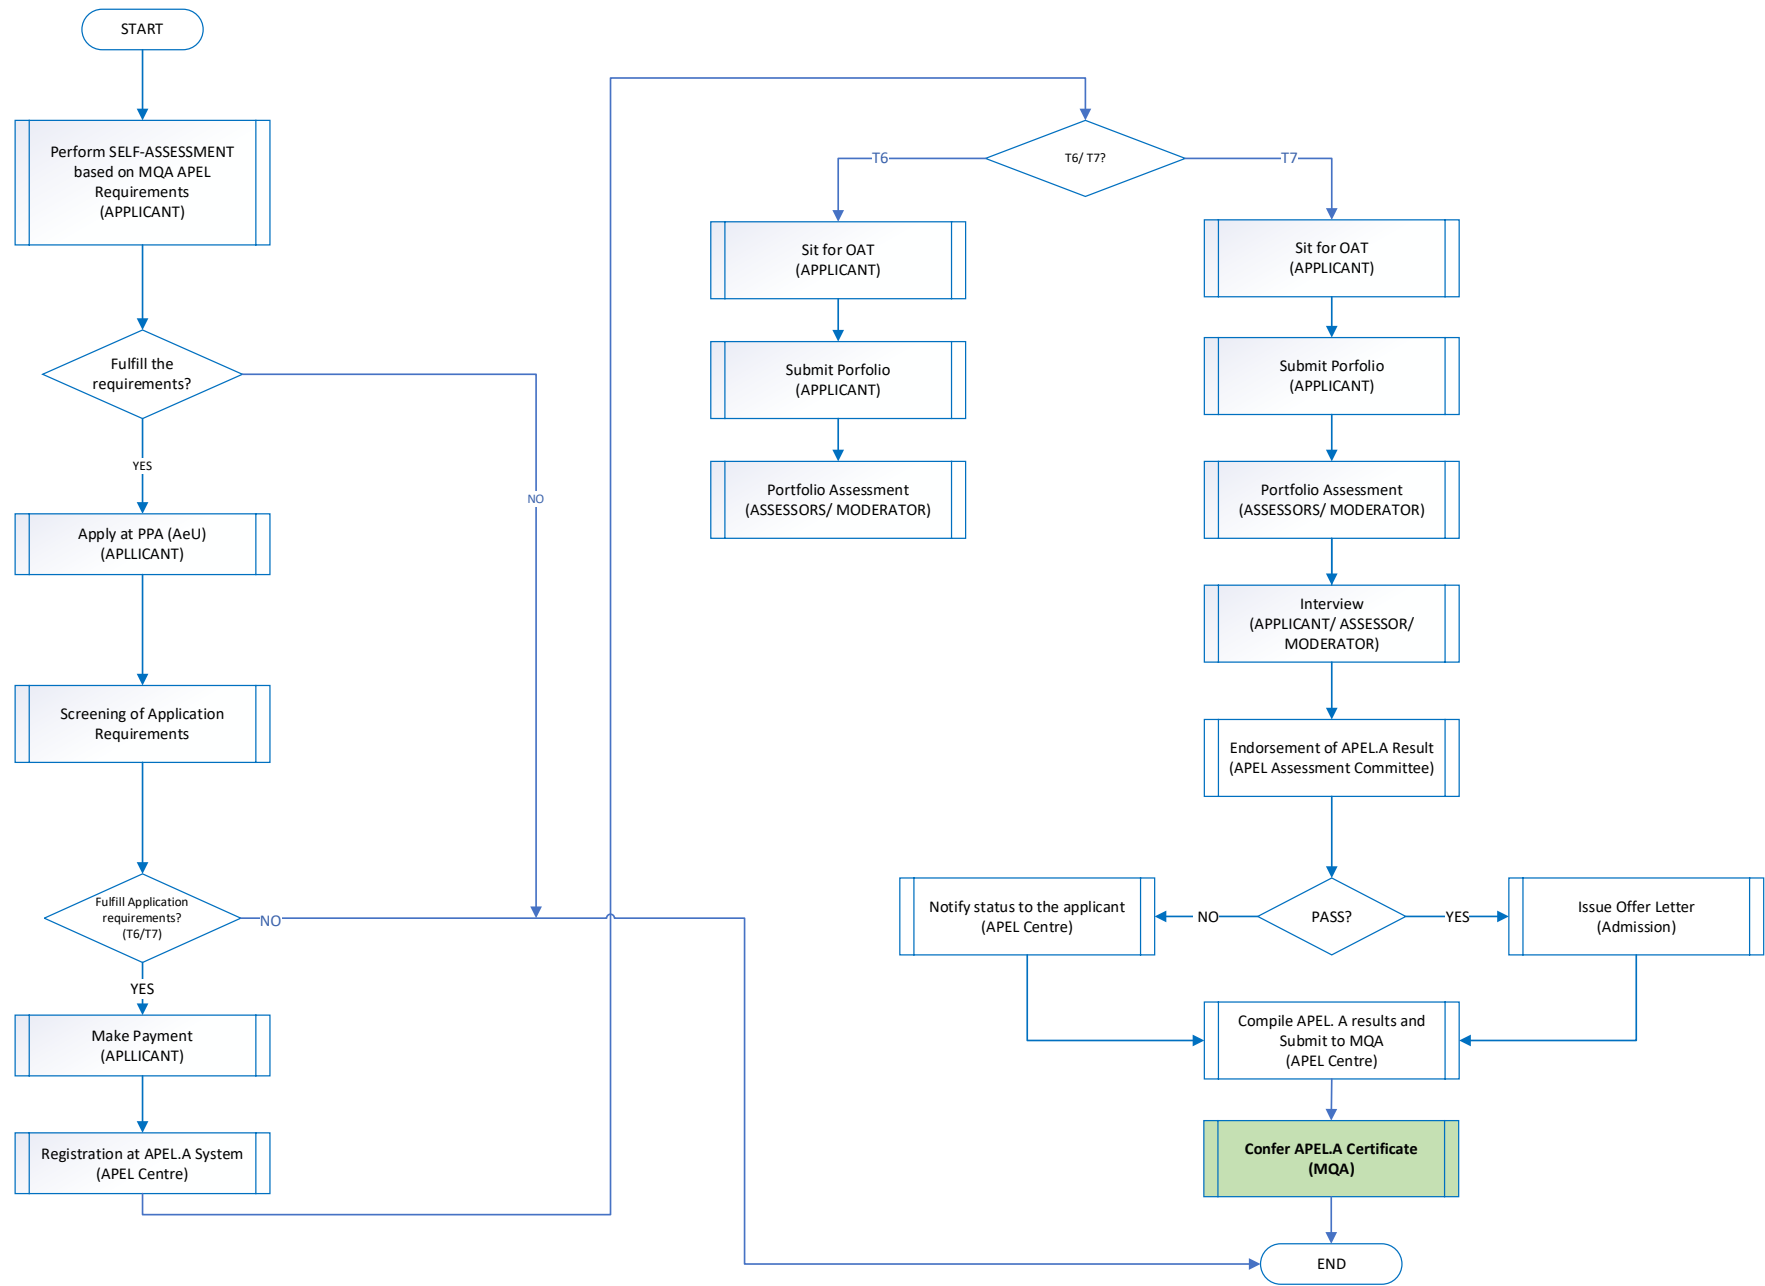 START
Perform SELF-ASSESSMENT
based on MQA APEL
Requirements
(APPLICANT)
Fulfill the
requirements?
YES
NO
Apply at PPA (AeU)
(APLLICANT)
Screening of Application
Requirements
Fulfill Application
requirements?
(T6/T7)
NO
YES
Make Payment
(APLLICANT)
Registration at APEL.A System
(APEL Centre)
T6/ T7?
T6
T7
Sit for OAT
(APPLICANT)
Submit Porfolio
(APPLICANT)
Portfolio Assessment
(ASSESSORS/ MODERATOR)
Sit for OAT
(APPLICANT)
Submit Porfolio
(APPLICANT)
Portfolio Assessment
(ASSESSORS/ MODERATOR)
Interview
(APPLICANT/ ASSESSOR/
MODERATOR)
Endorsement of APEL.A Result
(APEL Assessment Committee)
PASS?
NO
YES
Notify status to the applicant
(APEL Centre)
Issue Offer Letter
(Admission)
Compile APEL. A results and
Submit to MQA
(APEL Centre)
Confer APEL.A Certificate
(MQA)
END